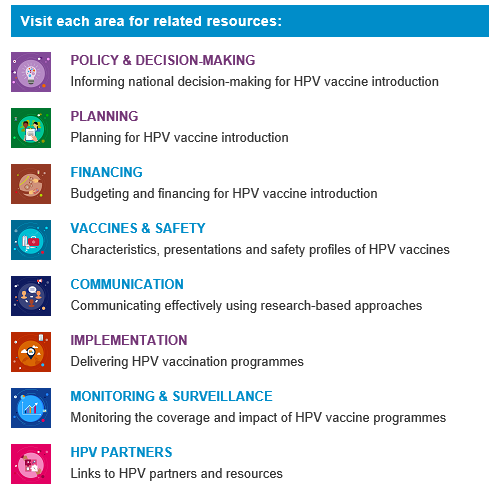 Visit each area for related resources:
POLICY & DECISION-MAKING
Informing national decision-making for HPV vaccine introduction
PLANNING
Planning for HPV vaccine introduction
FINANCING
Budgeting and financing for HPV vaccine introduction
VACCINES & SAFETY
Characteristics, presentations and safety profiles of HPV vaccines
COMMUNICATION
Communicating effectively using research-based approaches
IMPLEMENTATION
Delivering HPV vaccination programmes
MONITORING & SURVEILLANCE
Monitoring the coverage and impact of HPV vaccine programmes
HPV PARTNERS
Links to HPV partners and resources